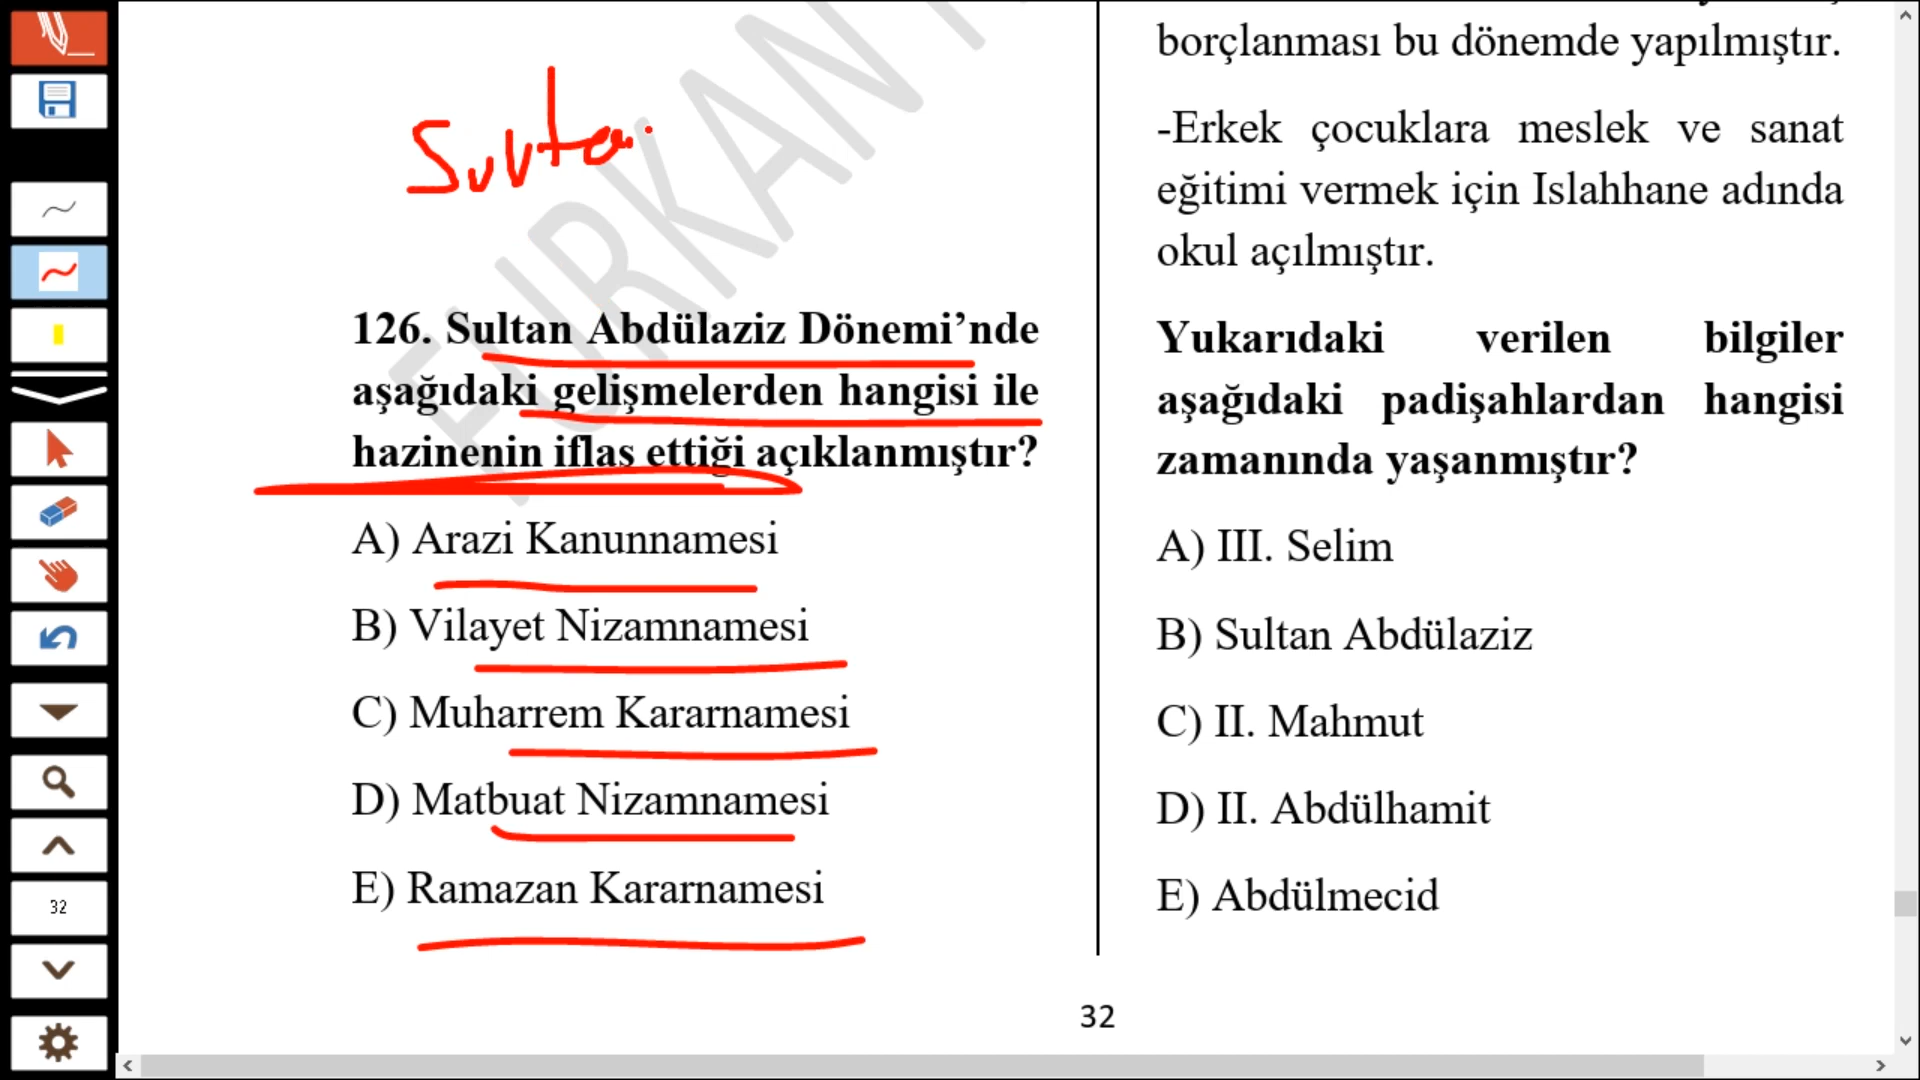 FURKAN
126. Sultan Abdülaziz Dönemi’nde
aşağıdaki gelişmelerden hangisi ile
hazinenin iflas ettiği açıklanmıştır?
A) Arazi Kanunnamesi
B) Vilayet Nizamnamesi
C) Muharrem Kararnamesi
D) Matbuat Nizamnamesi
E) Ramazan Kararnamesi
borçlanması bu dönemde yapılmıştır.
-Erkek çocuklara meslek ve sanat
eğitimi vermek için Islahhane adında
okul açılmıştır.
Yukarıdaki verilen bilgiler
aşağıdaki padişahlardan hangisi
zamanında yaşanmıştır?
A) III. Selim
B) Sultan Abdülaziz
C) II. Mahmut
D) II. Abdülhamit
E) Abdülmecid
32
32